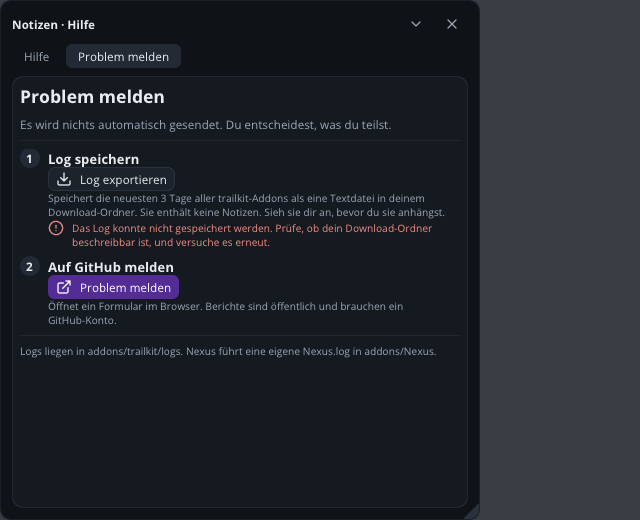 Notizen · Hilfe
Hilfe
Problem melden
Problem melden
Es wird nichts automatisch gesendet. Du entscheidest, was du teilst.
1
Log speichern
Log exportieren
Speichert die neuesten 3 Tage aller trailkit-Addons als eine Textdatei in deinem
Download-Ordner. Sie enthält keine Notizen. Sieh sie dir an, bevor du sie anhängst.
Das Log konnte nicht gespeichert werden. Prüfe, ob dein Download-Ordner
beschreibbar ist, und versuche es erneut.
2
Auf GitHub melden
Problem melden
Öffnet ein Formular im Browser. Berichte sind öffentlich und brauchen ein
GitHub-Konto.
Logs liegen in addons/trailkit/logs. Nexus führt eine eigene Nexus.log in addons/Nexus.